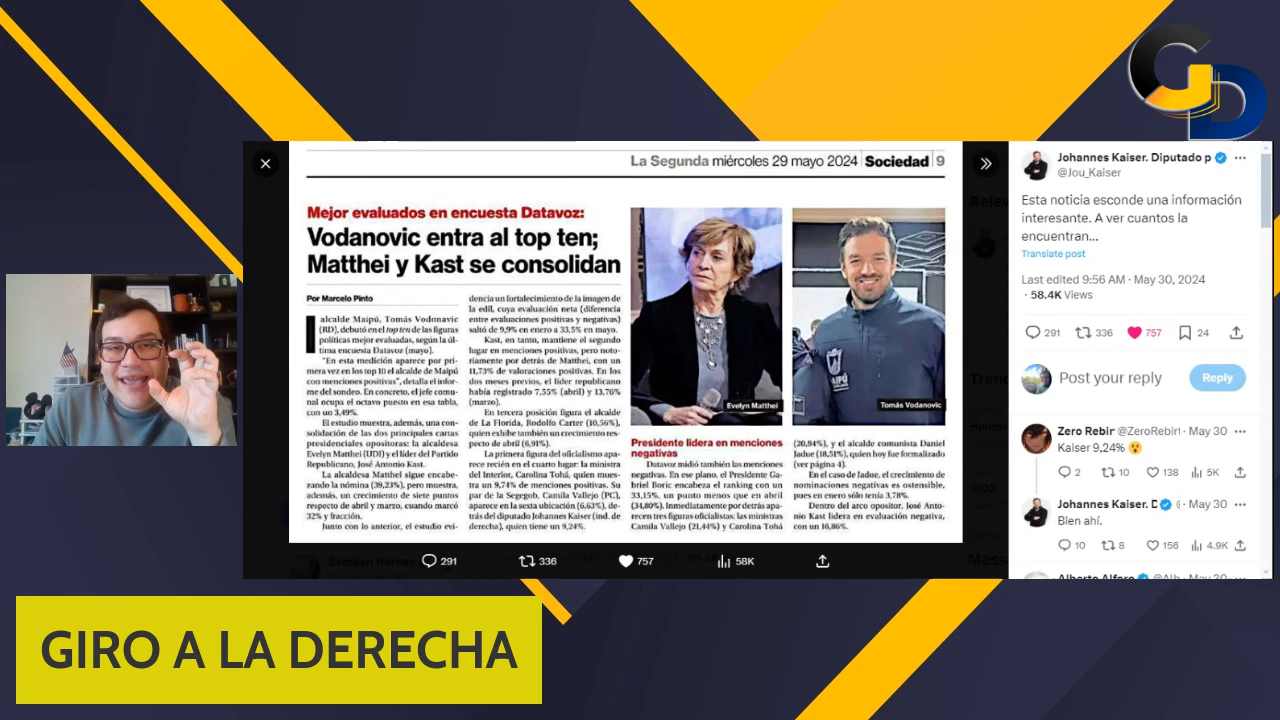 GD
La Segunda miércoles 29 mayo 2024 | Sociedad | 9
Mejor evaluados en encuesta Datavoz:
Vodanovic entra al top ten;
Matthei y Kast se consolidan
Por Marcelo Pinto
l alcalde Maipú, Tomás Vodanovic
(RD), debutó en el top ten de las figuras
políticas mejor evaluadas, según la úl-
tima encuesta Datavoz (mayo).
"En esta medición aparece por pri-
mera vez en los top 10 el alcalde de Maipú
con menciones positivas", detalla el infor-
me del sondeo. En concreto, el jefe comu-
nal ocupa el octavo puesto en esa tabla,
con un 3,49%.
El estudio muestra, además, una con-
solidación de las dos principales cartas
presidenciales opositoras: la alcaldesa
Evelyn Matthei (UDI) y el líder del Partido
Republicano, José Antonio Kast.
La alcaldesa Matthei sigue encabe-
zando la nómina (39,23%), pero muestra,
además, un crecimiento de siete puntos
respecto de abril y marzo, cuando marcó
32% y fracción.
Junto con lo anterior, el estudio evi-
dencia un fortalecimiento de la imagen de
la edil, cuya evaluación neta (diferencia
entre evaluaciones positivas y negativas)
saltó de 9,9% en enero a 33,5% en mayo.
Kast, en tanto, mantiene el segundo
lugar en menciones positivas, pero noto-
riamente por detrás de Matthei, con un
11,73% de valoraciones positivas. En los
dos meses previos, el líder republicano
había registrado 7,55% (abril) y 13,76%
(marzo).
En tercera posición figura el alcalde
de La Florida, Rodolfo Carter (10,56%),
quien exhibe también un crecimiento res-
pecto de abril (6,91%).
La primera figura del oficialismo apa-
rece recién en el cuarto lugar: la ministra
del Interior, Carolina Tohá, quien mues-
tra un 9,74% de menciones positivas. Su
par de la Segegob, Camila Vallejo (PC),
aparece en la sexta ubicación (6,63%), de-
trás del diputado Johannes Kaiser (ind. de
derecha), quien tiene un 9,24%.
Evelyn Matthei
Tomás Vodanovic
Presidente lidera en menciones
negativas
Datavoz midió también las menciones
negativas. En ese plano, el Presidente Ga-
briel Boric encabeza el ranking con un
33,15%, un punto menos que en abril
(34,80%). Inmediatamente por detrás apa-
recen tres figuras oficialistas: las ministras
Camila Vallejo (21,44%) y Carolina Tohá
(20,94%), y el alcalde comunista Daniel
Jadue (18,51%), quien hoy fue formalizado
(ver página 4).
En el caso de Jadue, el crecimiento de
nominaciones negativas es ostensible,
pues en enero sólo tenía 3,78%.
Dentro del arco opositor, José Anto-
nio Kast lidera en evaluación negativa,
con un 16,86%.
291 336 757 58K
Johannes Kaiser. Diputado p
@Jou_Kaiser
Esta noticia esconde una información
interesante. A ver cuantos la
encuentran...
Translate post
Last edited 9:56 AM · May 30, 2024
· 58.4K Views
291 336 757 24
Post your reply Reply
Zero Rebir @ZeroRebirt · May 30
Kaiser 9,24% 😮
2 10 138 5K
Johannes Kaiser. D · May 30
Bien ahí.
10 8 156 4.9K
Alberto Alfaro @Alb · May 30
GIRO A LA DERECHA